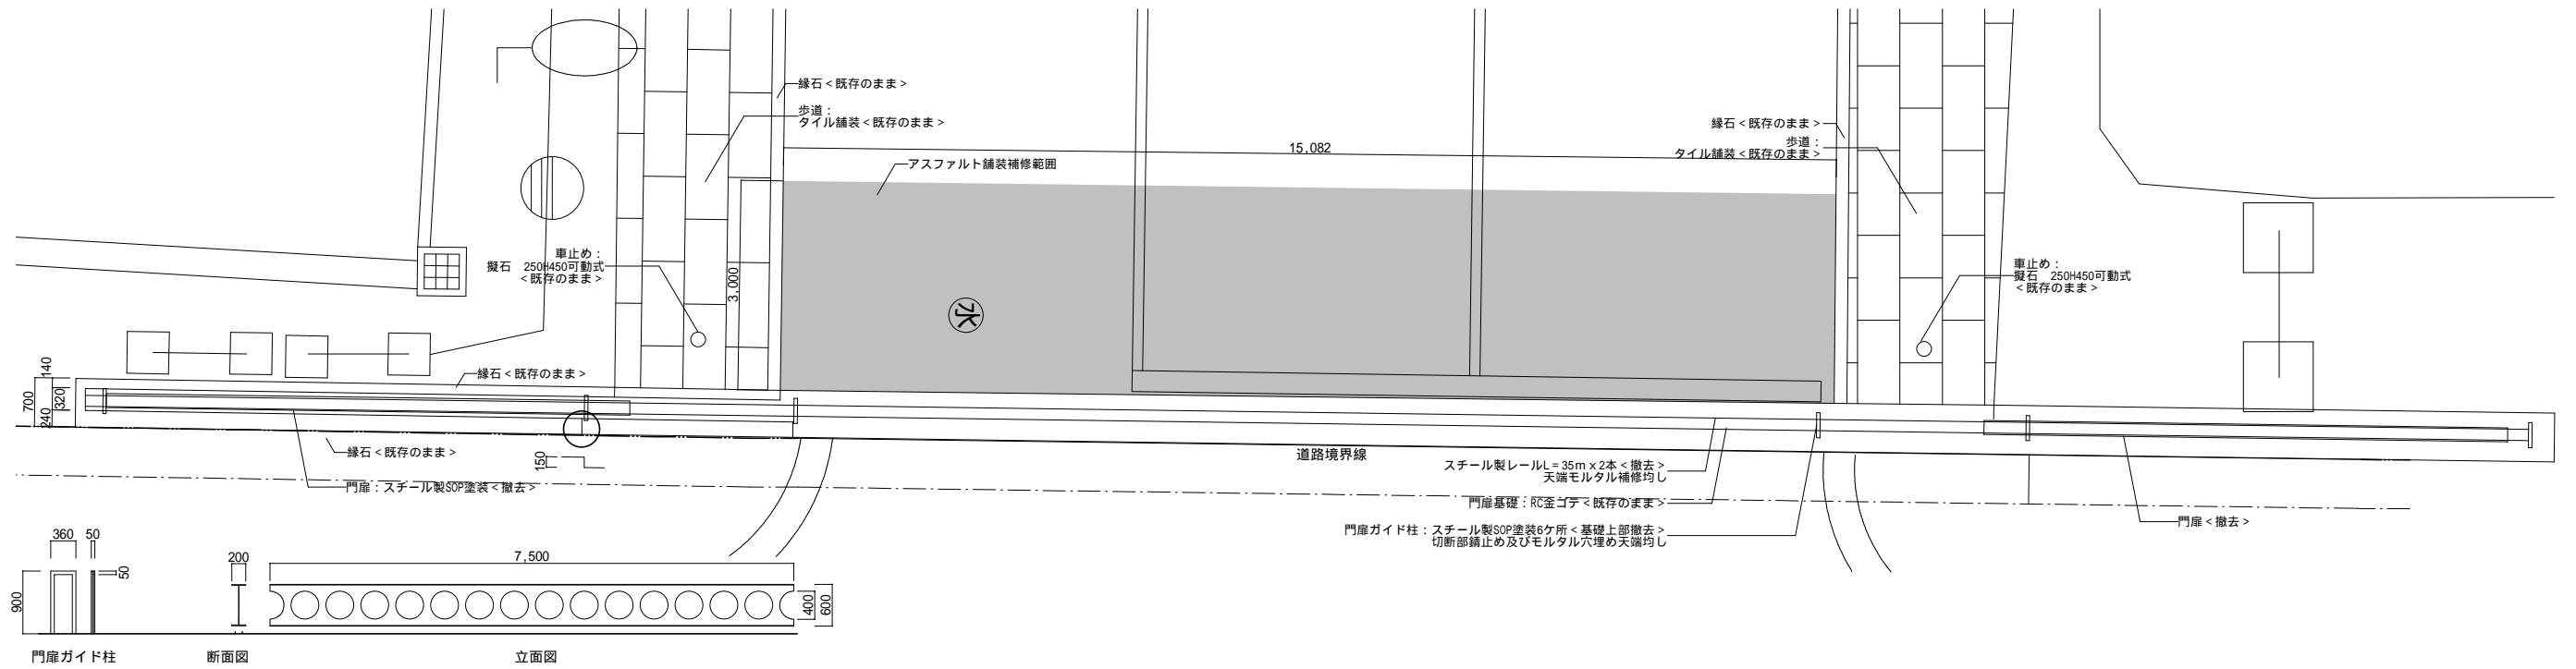 縁石<既存のまま>
歩道:
タイル舗装<既存のまま>
アスファルト舗装補修範囲
15,082
縁石<既存のまま>
歩道:
タイル舗装<既存のまま>
車止め:
擬石 250H450可動式
<既存のまま>
3,000
水
車止め:
擬石 250H450可動式
<既存のまま>
縁石<既存のまま>
140
320
700
240
縁石<既存のまま>
150
門扉:スチール製SOP塗装<撤去>
道路境界線
スチール製レールL=35mx2本<撤去>
天端モルタル補修均し
門扉基礎:RC金ゴテ<既存のまま>
門扉ガイド柱:スチール製SOP塗装6ケ所<基礎上部撤去>
切断部錆止め及びモルタル穴埋め天端均し
門扉<撤去>
360
50
50
900
200
7,500
400
600
門扉ガイド柱
断面図
立面図